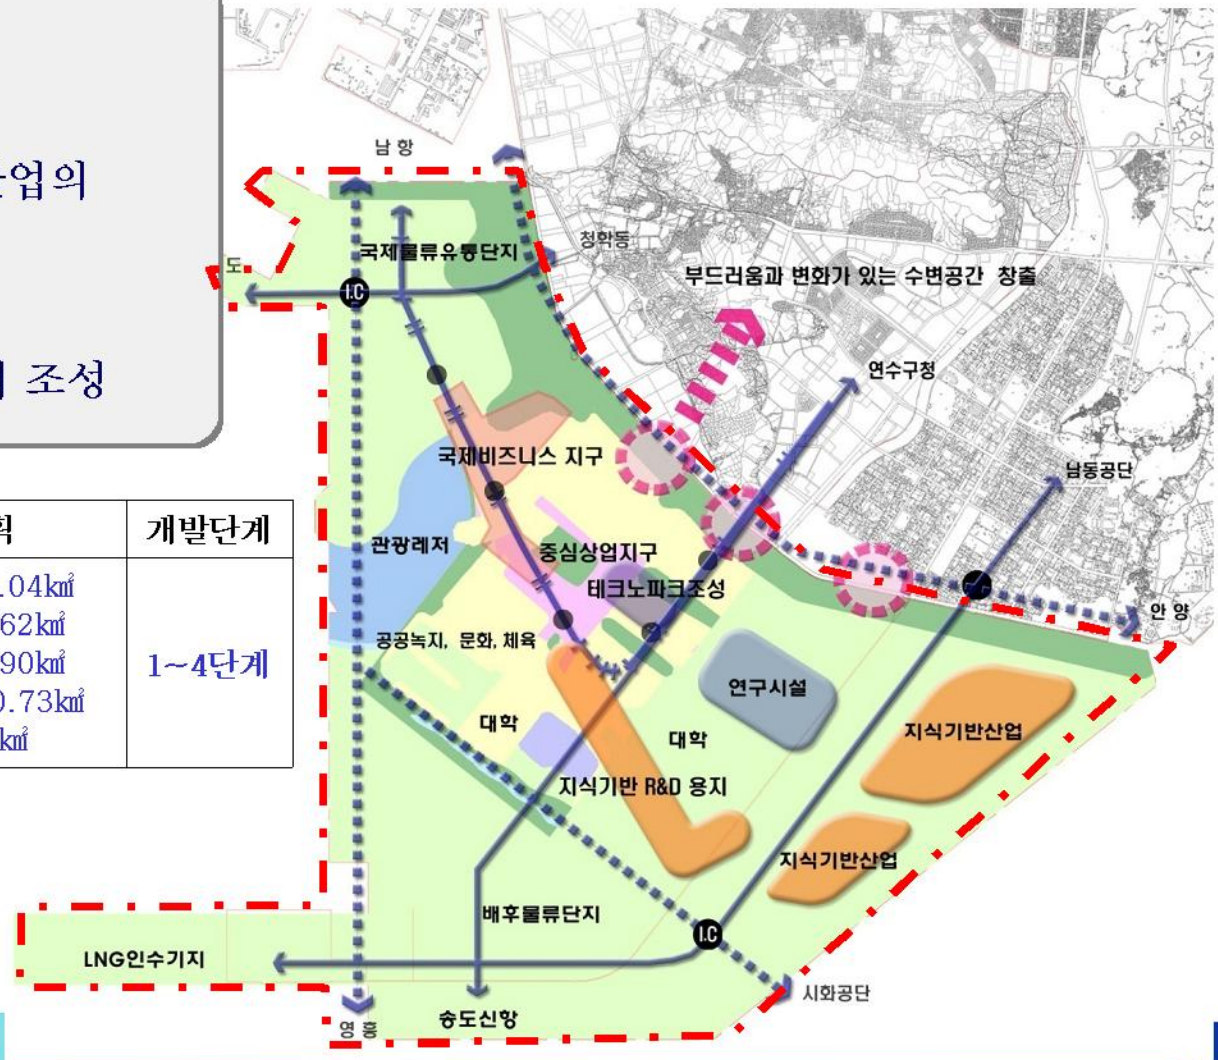 산업의
조성
획 개발단계
.04㎢
62㎢
90㎢ 1~4단계
0.73㎢
㎢
남항
청학동
국제물류유통단지
도
부드러움과 변화가 있는 수변공간 창출
I.C
연수구청
국제비즈니스 지구
남동공단
관광레저
중심상업지구
테크노파크조성
안양
공공녹지, 문화, 체육
연구시설
대학
대학
지식기반산업
지식기반 R&D 용지
지식기반산업
배후물류단지
I.C
LNG인수기지
시화공단
송도신항
영흥